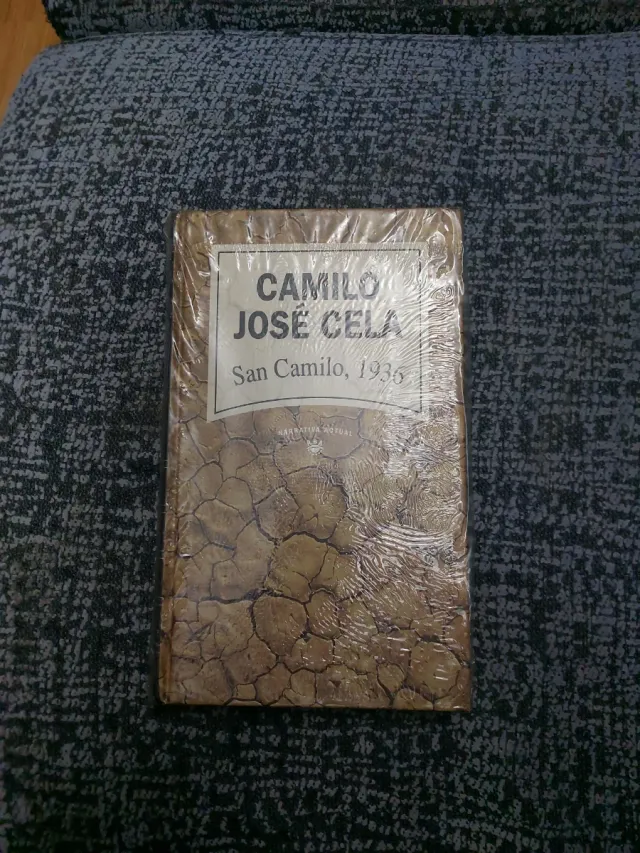 CAMILO
JOSÉ CELA
San Camilo, 1936
NARRATIVA ACTUAL